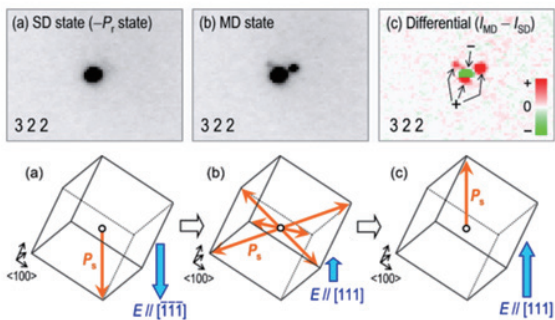 (a) SD state (−Pr state)
(b) MD state
(c) Differential (IMD − ISD)
3 2 2
3 2 2
3 2 2
−
+
+
0
−
(a)
(b)
(c)
Ps
Ps
Ps
<100>
<100>
<100>
E // [1̅1̅1̅]
E // [111]
E // [111]